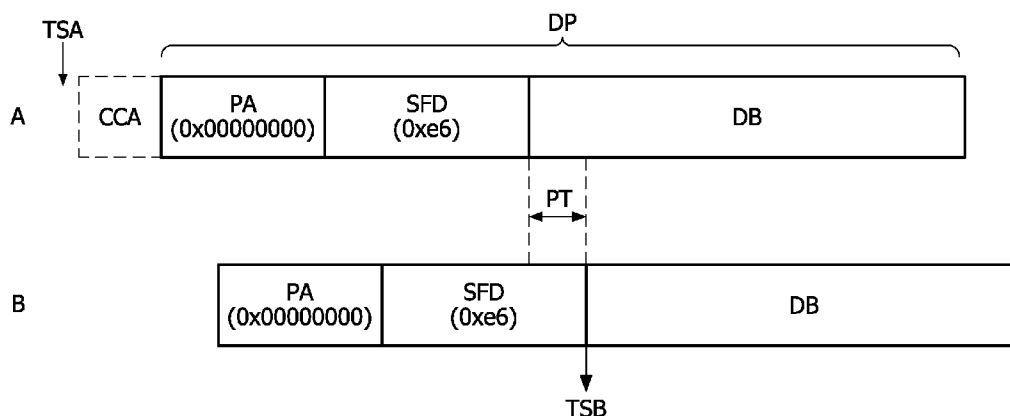 DP
TSA
A
CCA
PA
(0x00000000)
SFD
(0xe6)
DB
PT
B
PA
(0x00000000)
SFD
(0xe6)
DB
TSB